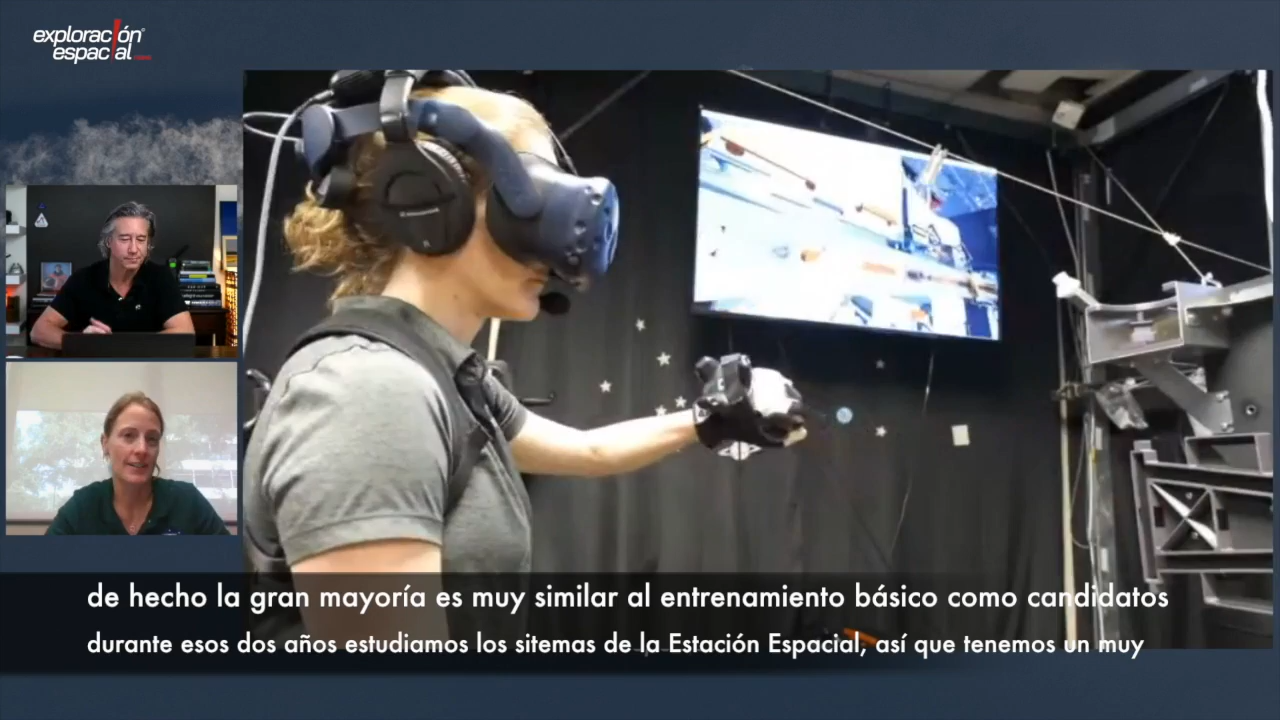 exploración
espacial
de hecho la gran mayoría es muy similar al entrenamiento básico como candidatos
durante esos dos años estudiamos los sitemas de la Estación Espacial, así que tenemos un muy